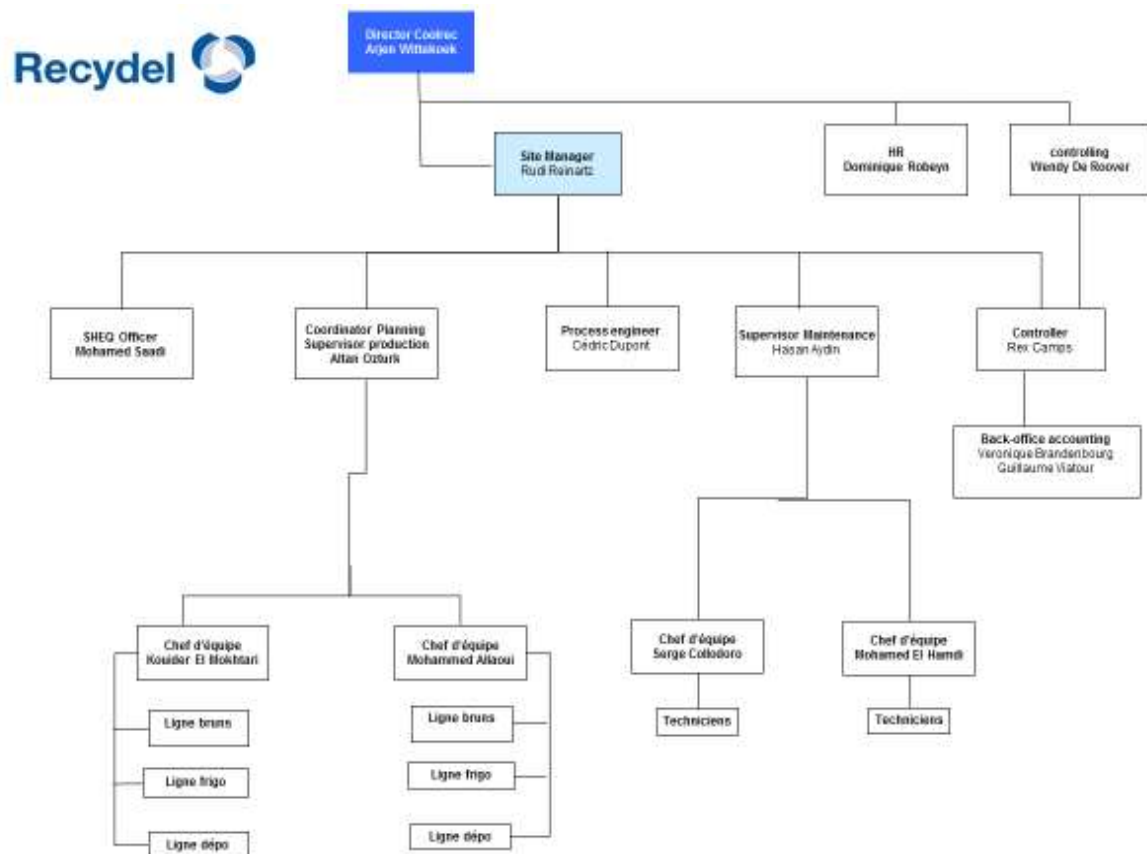 Recydel
Director Coolrec
Arjen Wittekoek
Site Manager
Rudi Reinartz
HR
Dominique Robeyn
controlling
Wendy De Roover
SHEQ Officer
Mohamed Saadi
Coordinator Planning
Supervisor production
Altan Ozturk
Process engineer
Cédric Dupont
Supervisor Maintenance
Hasan Aydin
Controller
Rex Camps
Back-office accounting
Veronique Brandenbourg
Guillaume Viatour
Chef d'équipe
Kouider El Mokhtari
Chef d'équipe
Mohammed Allaoui
Chef d'équipe
Serge Collodoro
Chef d'équipe
Mohamed El Hamdi
Ligne bruns
Ligne bruns
Techniciens
Techniciens
Ligne frigo
Ligne frigo
Ligne dépo
Ligne dépo